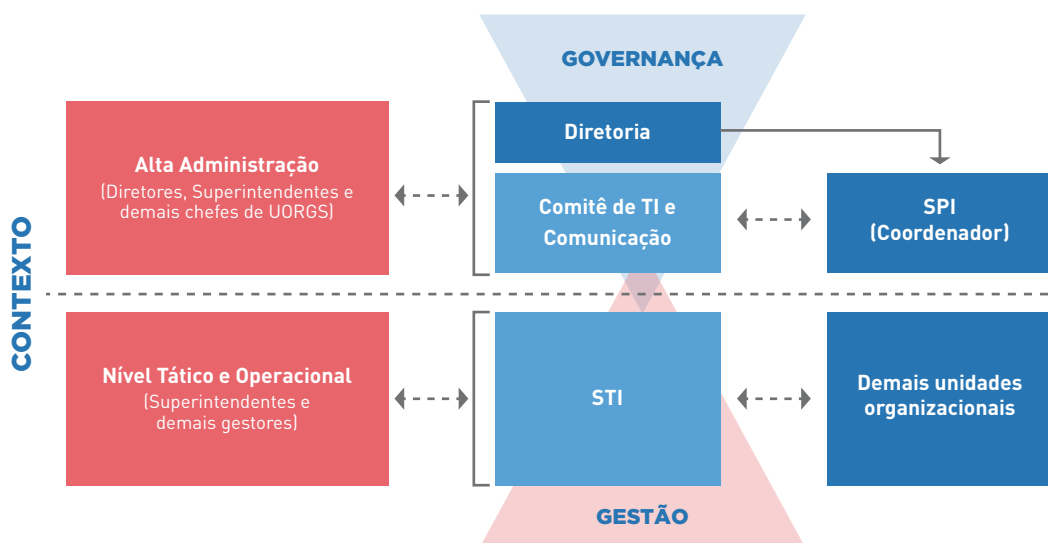 CONTEXTO
GOVERNANÇA
Alta Administração
(Diretores, Superintendentes e
demais chefes de UORGS)
Diretoria
Comitê de TI e
Comunicação
SPI
(Coordenador)
Nível Tático e Operacional
(Superintendentes e
demais gestores)
STI
Demais unidades
organizacionais
GESTÃO